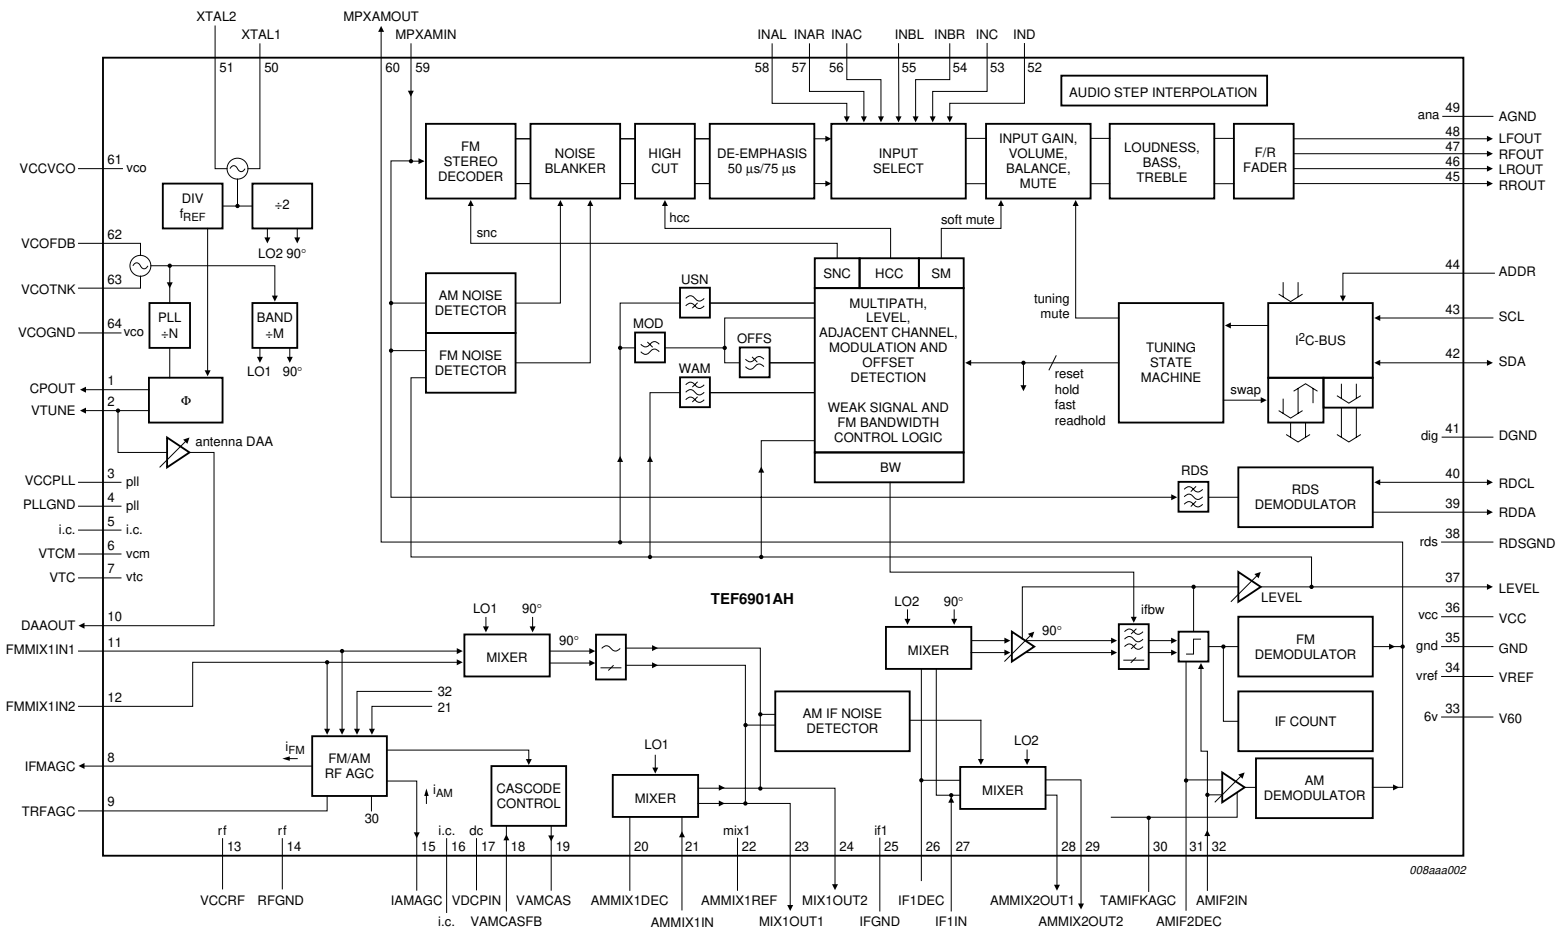 XTAL2
XTAL1
MPXAMOUT
MPXAMIN
INAL INAR INAC INBL INBR INC IND
51 50 60 59 58 57 56 55 54 53 52
AUDIO STEP INTERPOLATION
ana 49 AGND
48 LFOUT
47 RFOUT
46 LROUT
45 RROUT
VCCVCO 61 vco
FM
STEREO
DECODER
NOISE
BLANKER
HIGH
CUT
DE-EMPHASIS
50 μs/75 μs
INPUT
SELECT
INPUT GAIN,
VOLUME,
BALANCE,
MUTE
LOUDNESS,
BASS,
TREBLE
F/R
FADER
DIV
fREF
÷2
LO2 90°
snc
hcc
soft mute
VCOFDB 62
VCOTNK 63
VCOGND 64 vco
PLL
÷N
BAND
÷M
LO1 90°
AM NOISE
DETECTOR
FM NOISE
DETECTOR
USN
MOD
OFFS
WAM
SNC HCC SM
MULTIPATH,
LEVEL,
ADJACENT CHANNEL,
MODULATION AND
OFFSET
DETECTION
WEAK SIGNAL AND
FM BANDWIDTH
CONTROL LOGIC
BW
tuning
mute
reset
hold
fast
readhold
TUNING
STATE
MACHINE
swap
I²C-BUS
44 ADDR
43 SCL
42 SDA
dig 41 DGND
CPOUT 1
VTUNE 2
Φ
antenna DAA
VCCPLL 3 pll
PLLGND 4 pll
i.c. 5 i.c.
VTCM 6 vcm
VTC 7 vtc
RDS
RDS
DEMODULATOR
40 RDCL
39 RDDA
rds 38 RDSGND
DAAOUT 10
FMMIX1IN1 11
FMMIX1IN2 12
TEF6901AH
LO1 90°
MIXER
90°
LO2 90°
MIXER
90°
ifbw
LEVEL
37 LEVEL
vcc 36 VCC
gnd 35 GND
vref 34 VREF
6v 33 V60
FM
DEMODULATOR
IF COUNT
AM
DEMODULATOR
32
21
IFMAGC 8
iFM
FM/AM
RF AGC
TRFAGC 9
30
iAM
CASCODE
CONTROL
LO1
MIXER
AM IF NOISE
DETECTOR
LO2
MIXER
rf rf i.c. dc mix1 if1
13 14 15 16 17 18 19 20 21 22 23 24 25 26 27 28 29 30 31 32
008aaa002
VCCRF RFGND IAMAGC VDCPIN VAMCAS AMMIX1DEC AMMIX1REF MIX1OUT2 IF1DEC AMMIX2OUT1 TAMIFKAGC AMIF2IN
i.c. VAMCASFB AMMIX1IN MIX1OUT1 IFGND IF1IN AMMIX2OUT2 AMIF2DEC